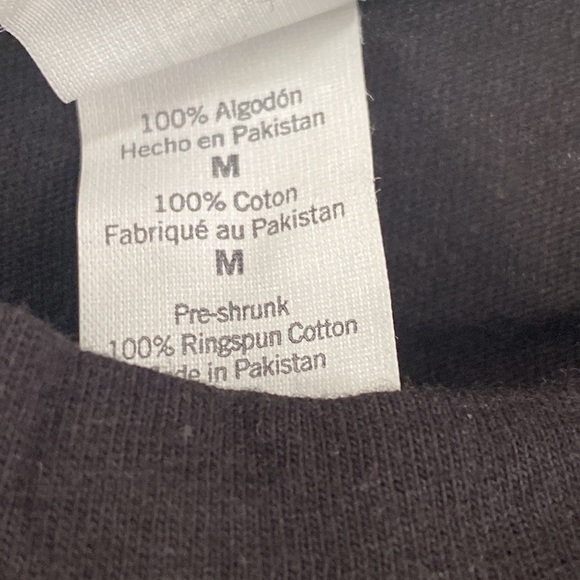 100% Algodón
Hecho en Pakistan
M
100% Coton
Fabriqué au Pakistan
M
Pre-shrunk
100% Ringspun Cotton
in Pakistan